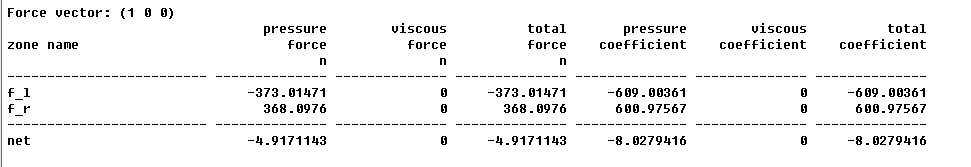 Force vector: (1 0 0)
pressure viscous total pressure viscous total
zone name force force force coefficient coefficient coefficient
n n n
------------------------- -------------- -------------- -------------- -------------- -------------- --------------
f_l -373.01471 0 -373.01471 -609.00361 0 -609.00361
f_r 368.0976 0 368.0976 600.97567 0 600.97567
------------------------- -------------- -------------- -------------- -------------- -------------- --------------
net -4.9171143 0 -4.9171143 -8.0279416 0 -8.0279416